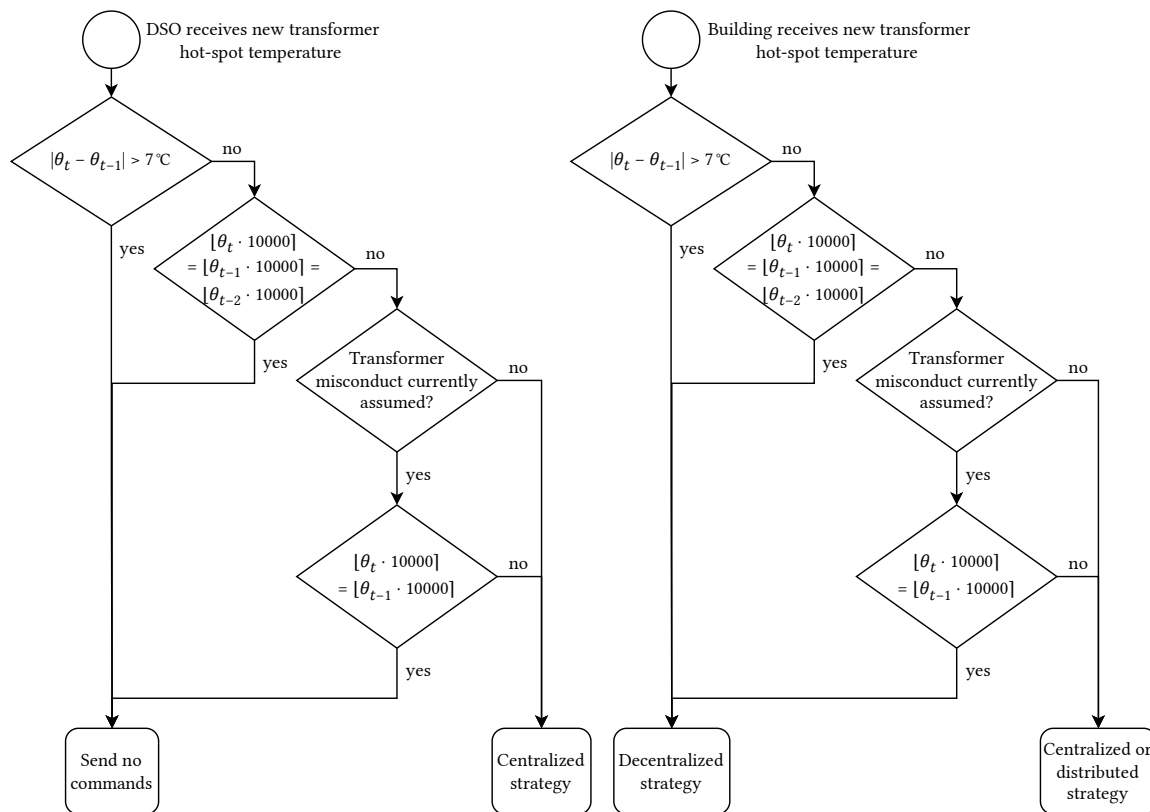 DSO receives new transformer
hot-spot temperature
|θₜ − θₜ₋₁| > 7 ℃
no
yes
⌊θₜ · 10000⌉
= ⌊θₜ₋₁ · 10000⌉ =
⌊θₜ₋₂ · 10000⌉
no
yes
Transformer
misconduct currently
assumed?
no
yes
⌊θₜ · 10000⌉
= ⌊θₜ₋₁ · 10000⌉
no
yes
Send no
commands
Centralized
strategy
Building receives new transformer
hot-spot temperature
|θₜ − θₜ₋₁| > 7 ℃
no
yes
⌊θₜ · 10000⌉
= ⌊θₜ₋₁ · 10000⌉ =
⌊θₜ₋₂ · 10000⌉
no
yes
Transformer
misconduct currently
assumed?
no
yes
⌊θₜ · 10000⌉
= ⌊θₜ₋₁ · 10000⌉
no
yes
Decentralized
strategy
Centralized or
distributed
strategy